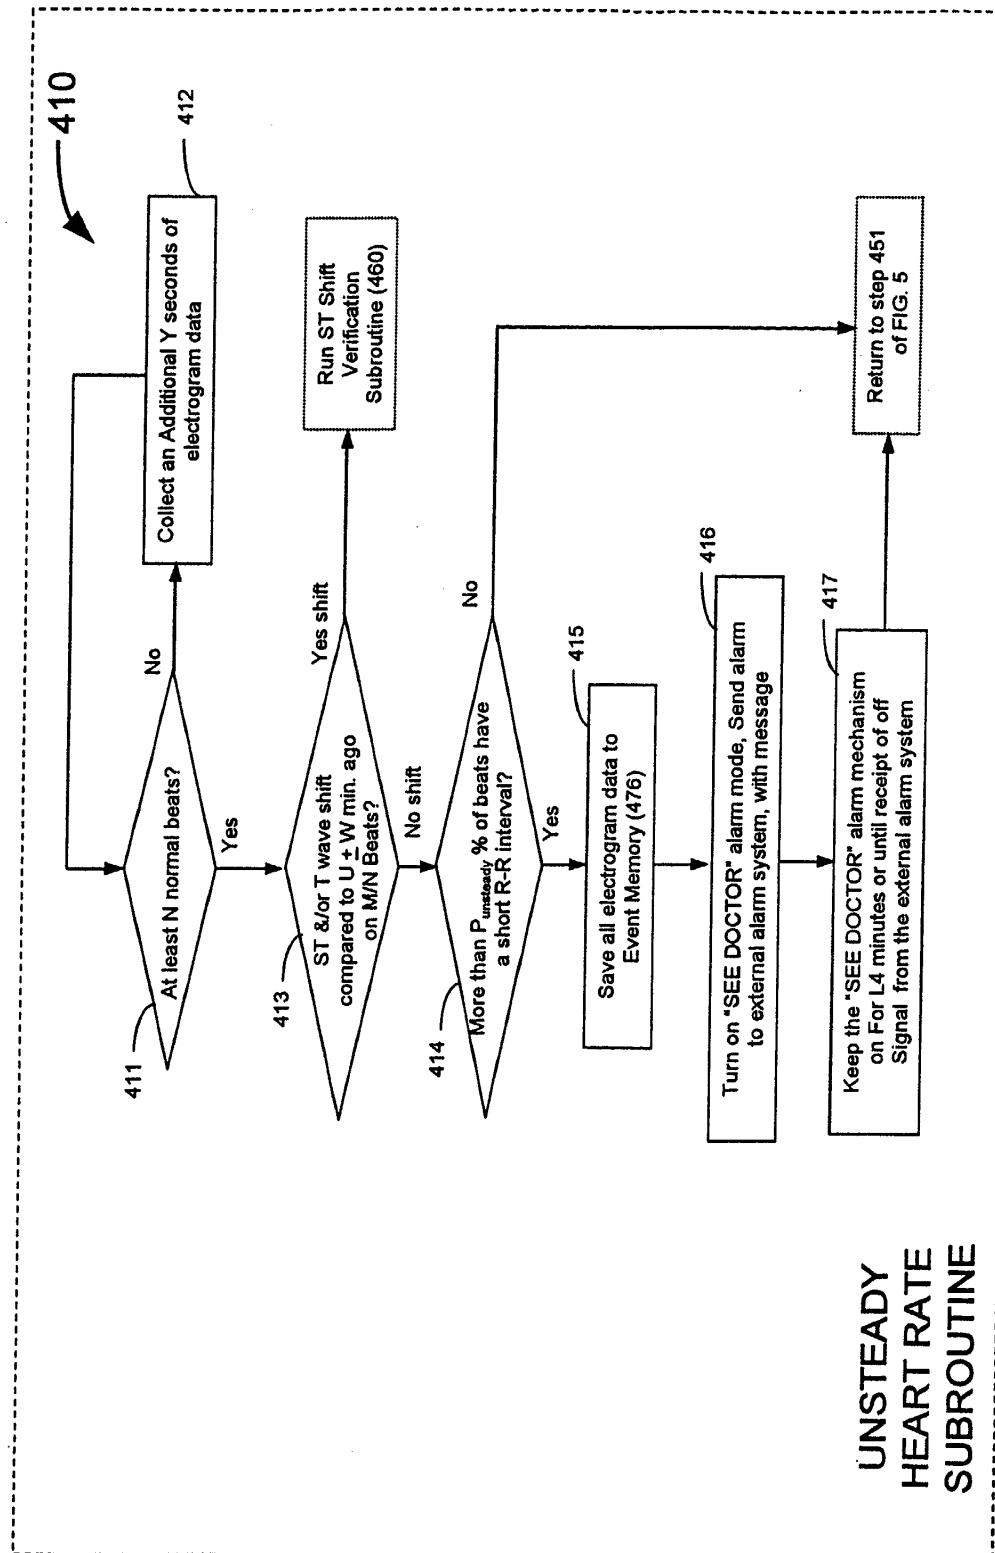 410
At least N normal beats?
411
No
Collect an Additional Y seconds of
electrogram data
412
Yes
ST &/or T wave shift
compared to U ± W min. ago
on M/N Beats?
413
Yes shift
Run ST Shift
Verification
Subroutine (460)
No shift
More than Punsteady % of beats have
a short R-R interval?
414
No
Yes
Save all electrogram data to
Event Memory (476)
415
Turn on "SEE DOCTOR" alarm mode, Send alarm
to external alarm system, with message
416
Keep the "SEE DOCTOR" alarm mechanism
on For L4 minutes or until receipt of off
Signal from the external alarm system
417
Return to step 451
of FIG. 5
UNSTEADY
HEART RATE
SUBROUTINE